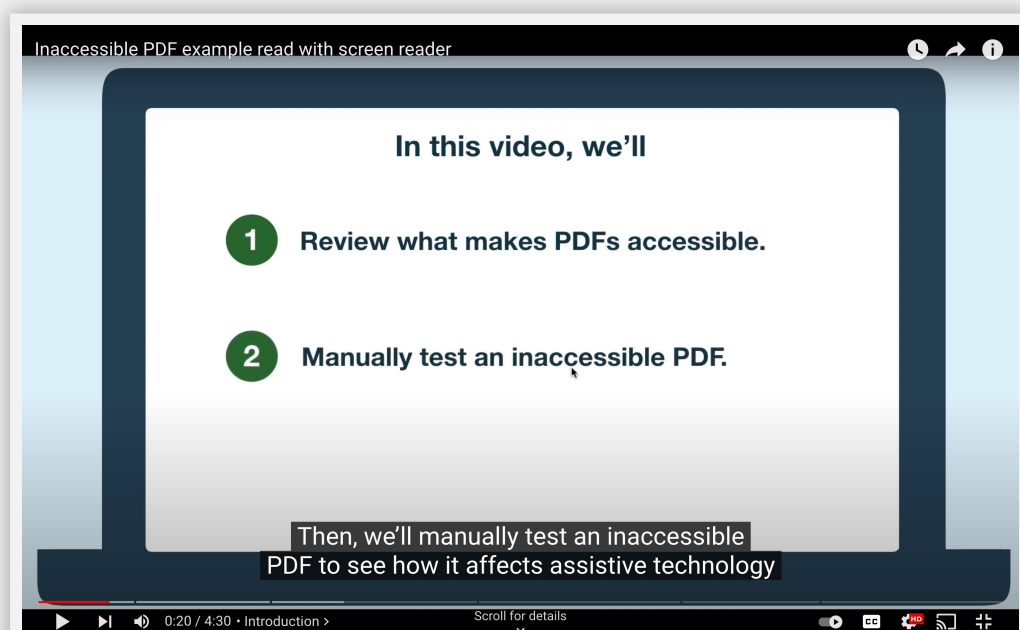 Inaccessible PDF example read with screen reader
In this video, we’ll
1 Review what makes PDFs accessible.
2 Manually test an inaccessible PDF.
Then, we’ll manually test an inaccessible
PDF to see how it affects assistive technology
Scroll for details
0:20 / 4:30 • Introduction >
CC
HD